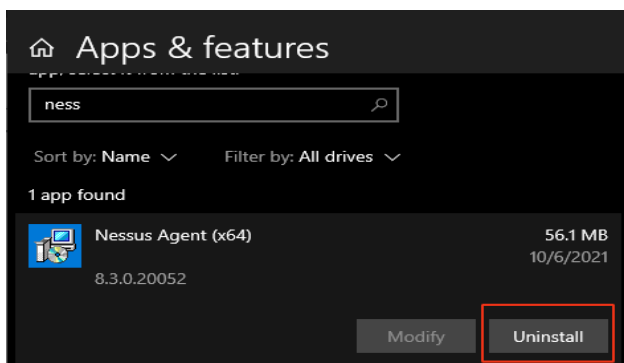 Apps & features
ness
Sort by: Name Filter by: All drives
1 app found
Nessus Agent (x64) 56.1 MB
10/6/2021
8.3.0.20052
Modify Uninstall